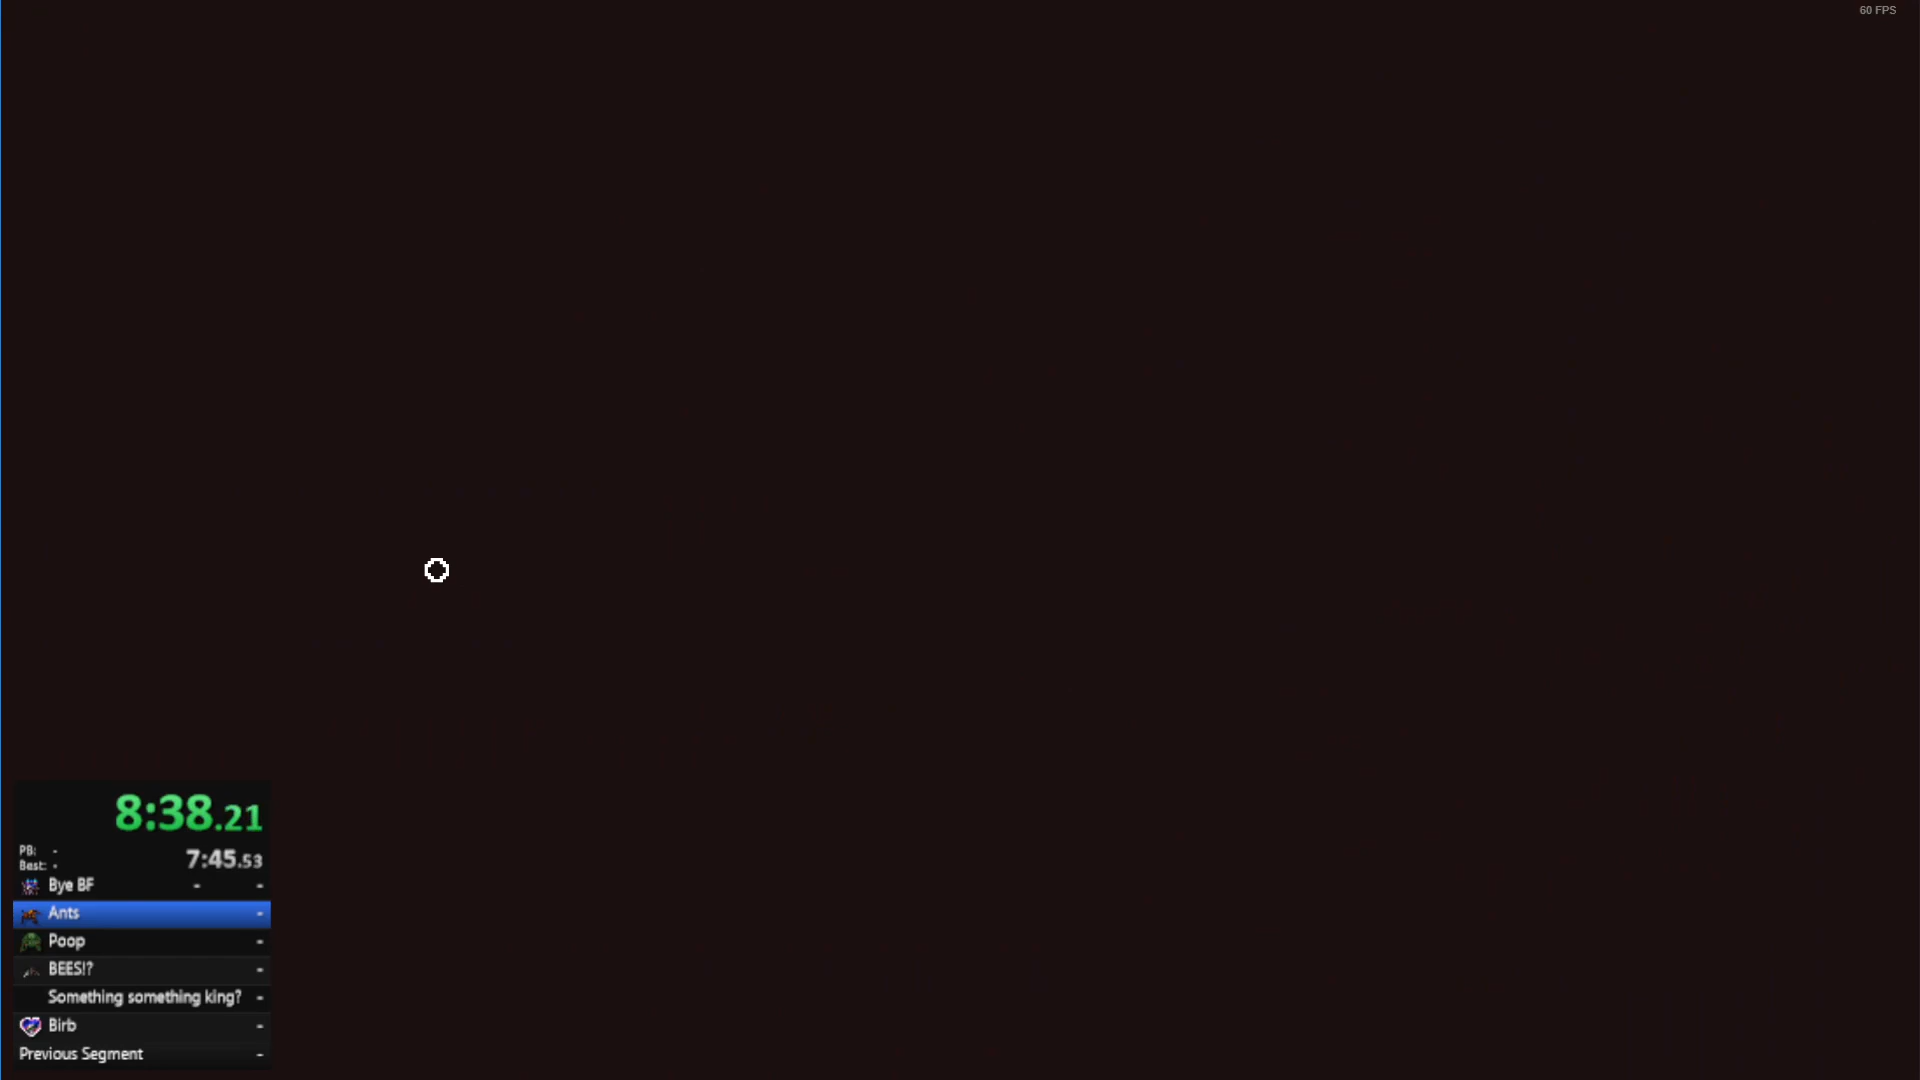 60 FPS
8:38.21
PB: -
Best: -
7:45.53
Bye BF - -
Ants -
Poop -
BEES!? -
Something something king? -
Birb -
Previous Segment -